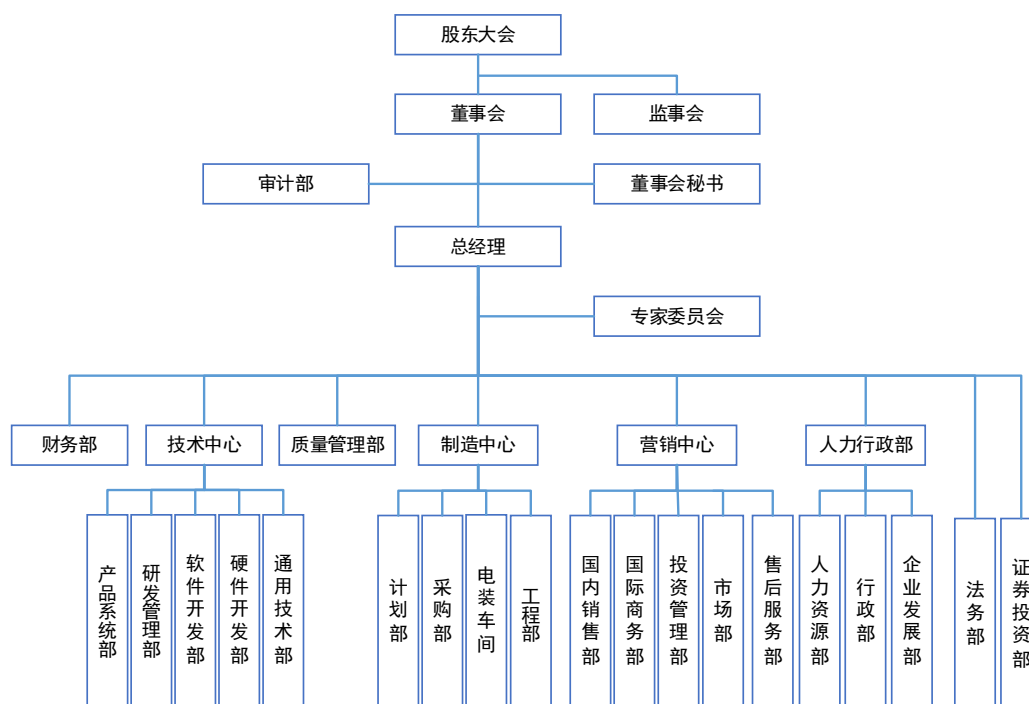 股东大会
董事会
监事会
审计部
董事会秘书
总经理
专家委员会
财务部
技术中心
质量管理部
制造中心
营销中心
人力行政部
产品系统部
研发管理部
软件开发部
硬件开发部
通用技术部
计划部
采购部
电装车间
工程部
国内销售部
国际商务部
投资管理部
市场部
售后服务部
人力资源部
行政部
企业发展部
法务部
证券投资部